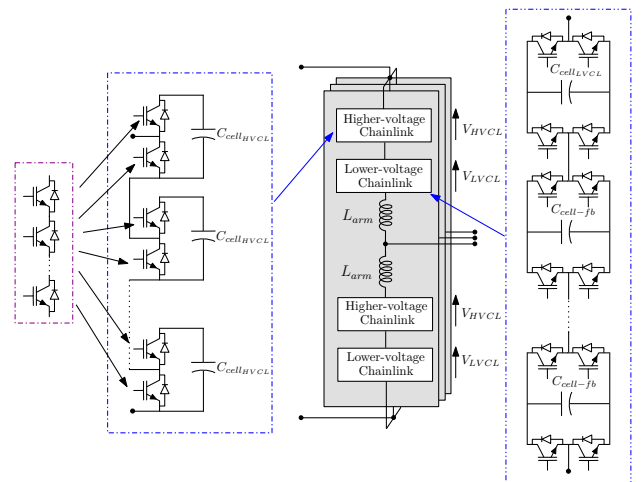 C_{cell_{HVCL}}
C_{cell_{HVCL}}
C_{cell_{HVCL}}
Higher-voltage
Chainlink
V_{HVCL}
Lower-voltage
Chainlink
V_{LVCL}
L_{arm}
L_{arm}
Higher-voltage
Chainlink
V_{HVCL}
Lower-voltage
Chainlink
V_{LVCL}
C_{cell_{LVCL}}
C_{cell-fb}
C_{cell-fb}